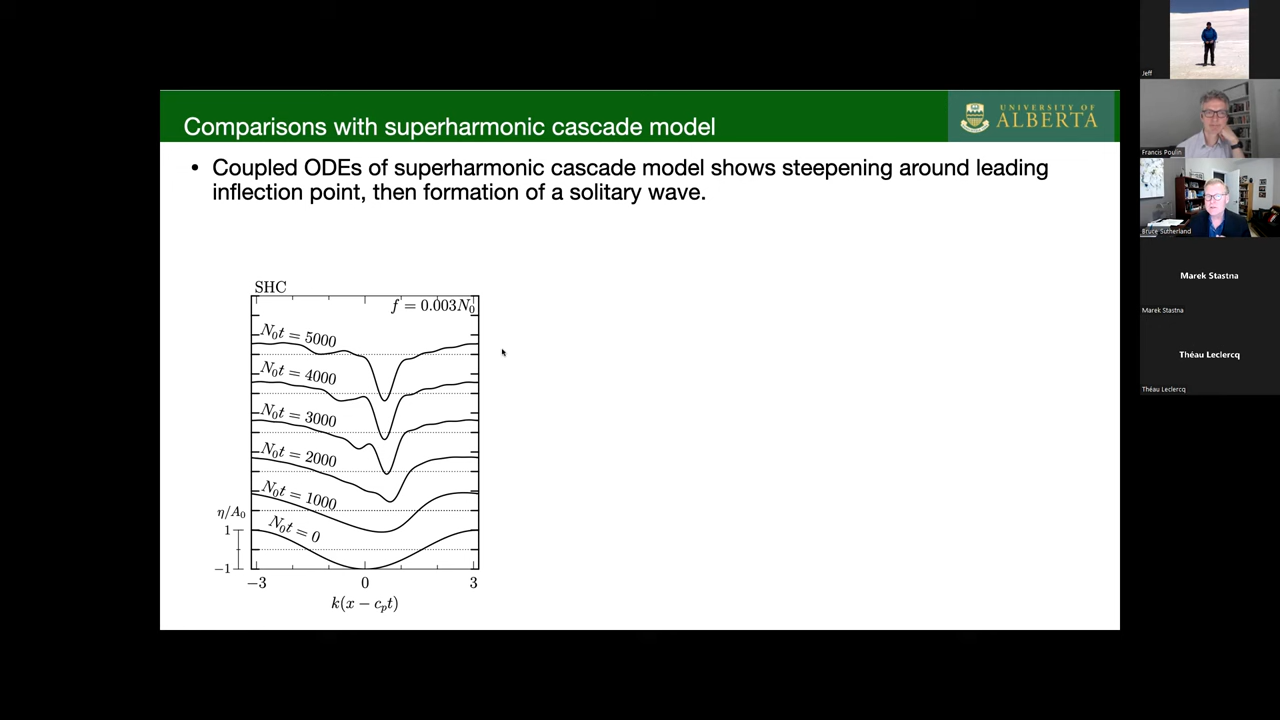 Comparisons with superharmonic cascade model
UNIVERSITY OF
ALBERTA
• Coupled ODEs of superharmonic cascade model shows steepening around leading
inflection point, then formation of a solitary wave.
SHC
f = 0.003N₀
N₀t = 5000
N₀t = 4000
N₀t = 3000
N₀t = 2000
N₀t = 1000
N₀t = 0
η/A₀
1
−1
−3
0
3
k(x − cₚt)
Jeff
Francis Poulin
Bruce Sutherland
Marek Stastna
Marek Stastna
Théau Leclercq
Théau Leclercq